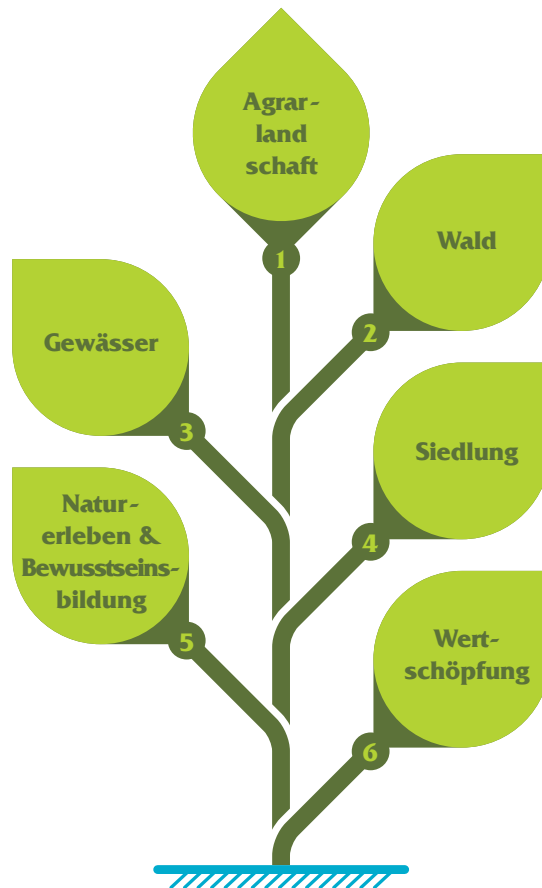 Agrar-
land
schaft
1
Wald
2
Gewässer
3
Siedlung
4
Natur-
erleben &
Bewusstseins-
bildung
5
Wert-
schöpfung
6